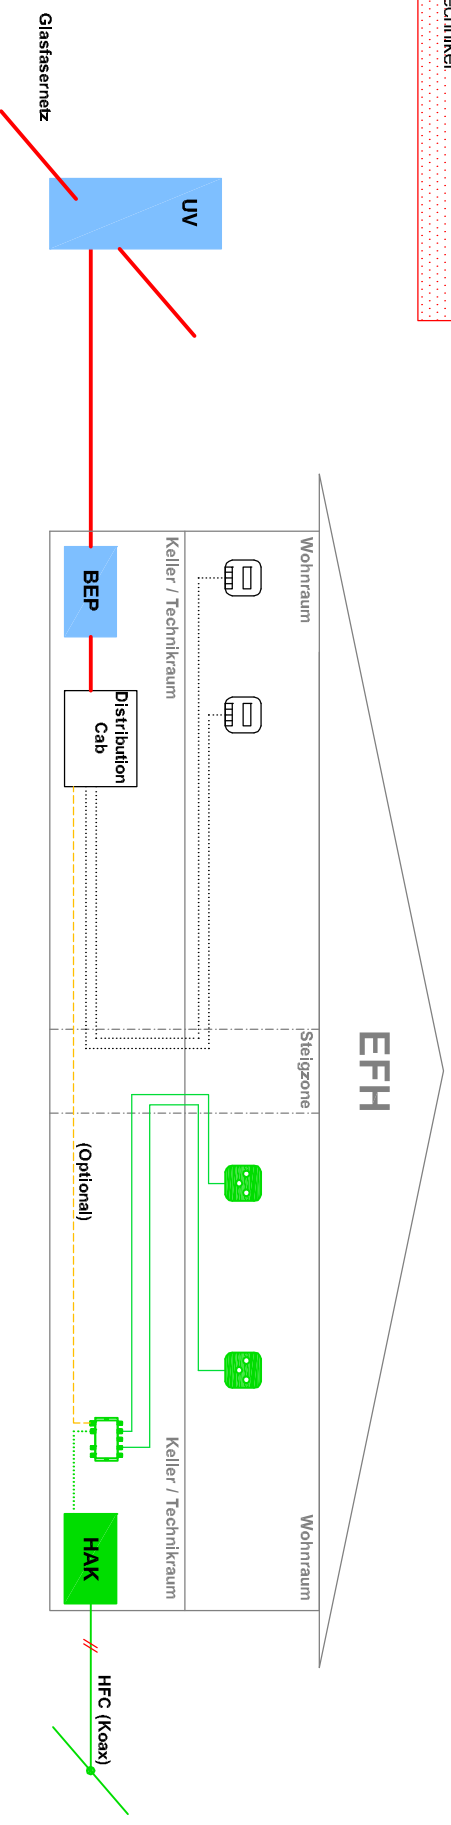 Glasfasernetz
UV
EFH
Wohnraum
Keller / Technikraum
BEP
Distribution
Cab
Steigzone
(Optional)
Wohnraum
Keller / Technikraum
HAK
HFC (Koax)